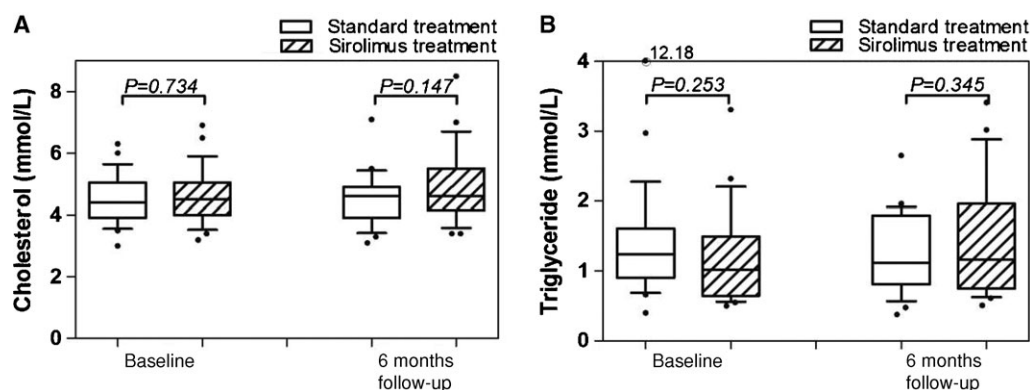 A
Standard treatment
Sirolimus treatment
Cholesterol (mmol/L)
8
6
4
2
0
P=0.734
P=0.147
Baseline
6 months
follow-up
B
Standard treatment
Sirolimus treatment
Triglyceride (mmol/L)
4
3
2
1
0
12.18
P=0.253
P=0.345
Baseline
6 months
follow-up